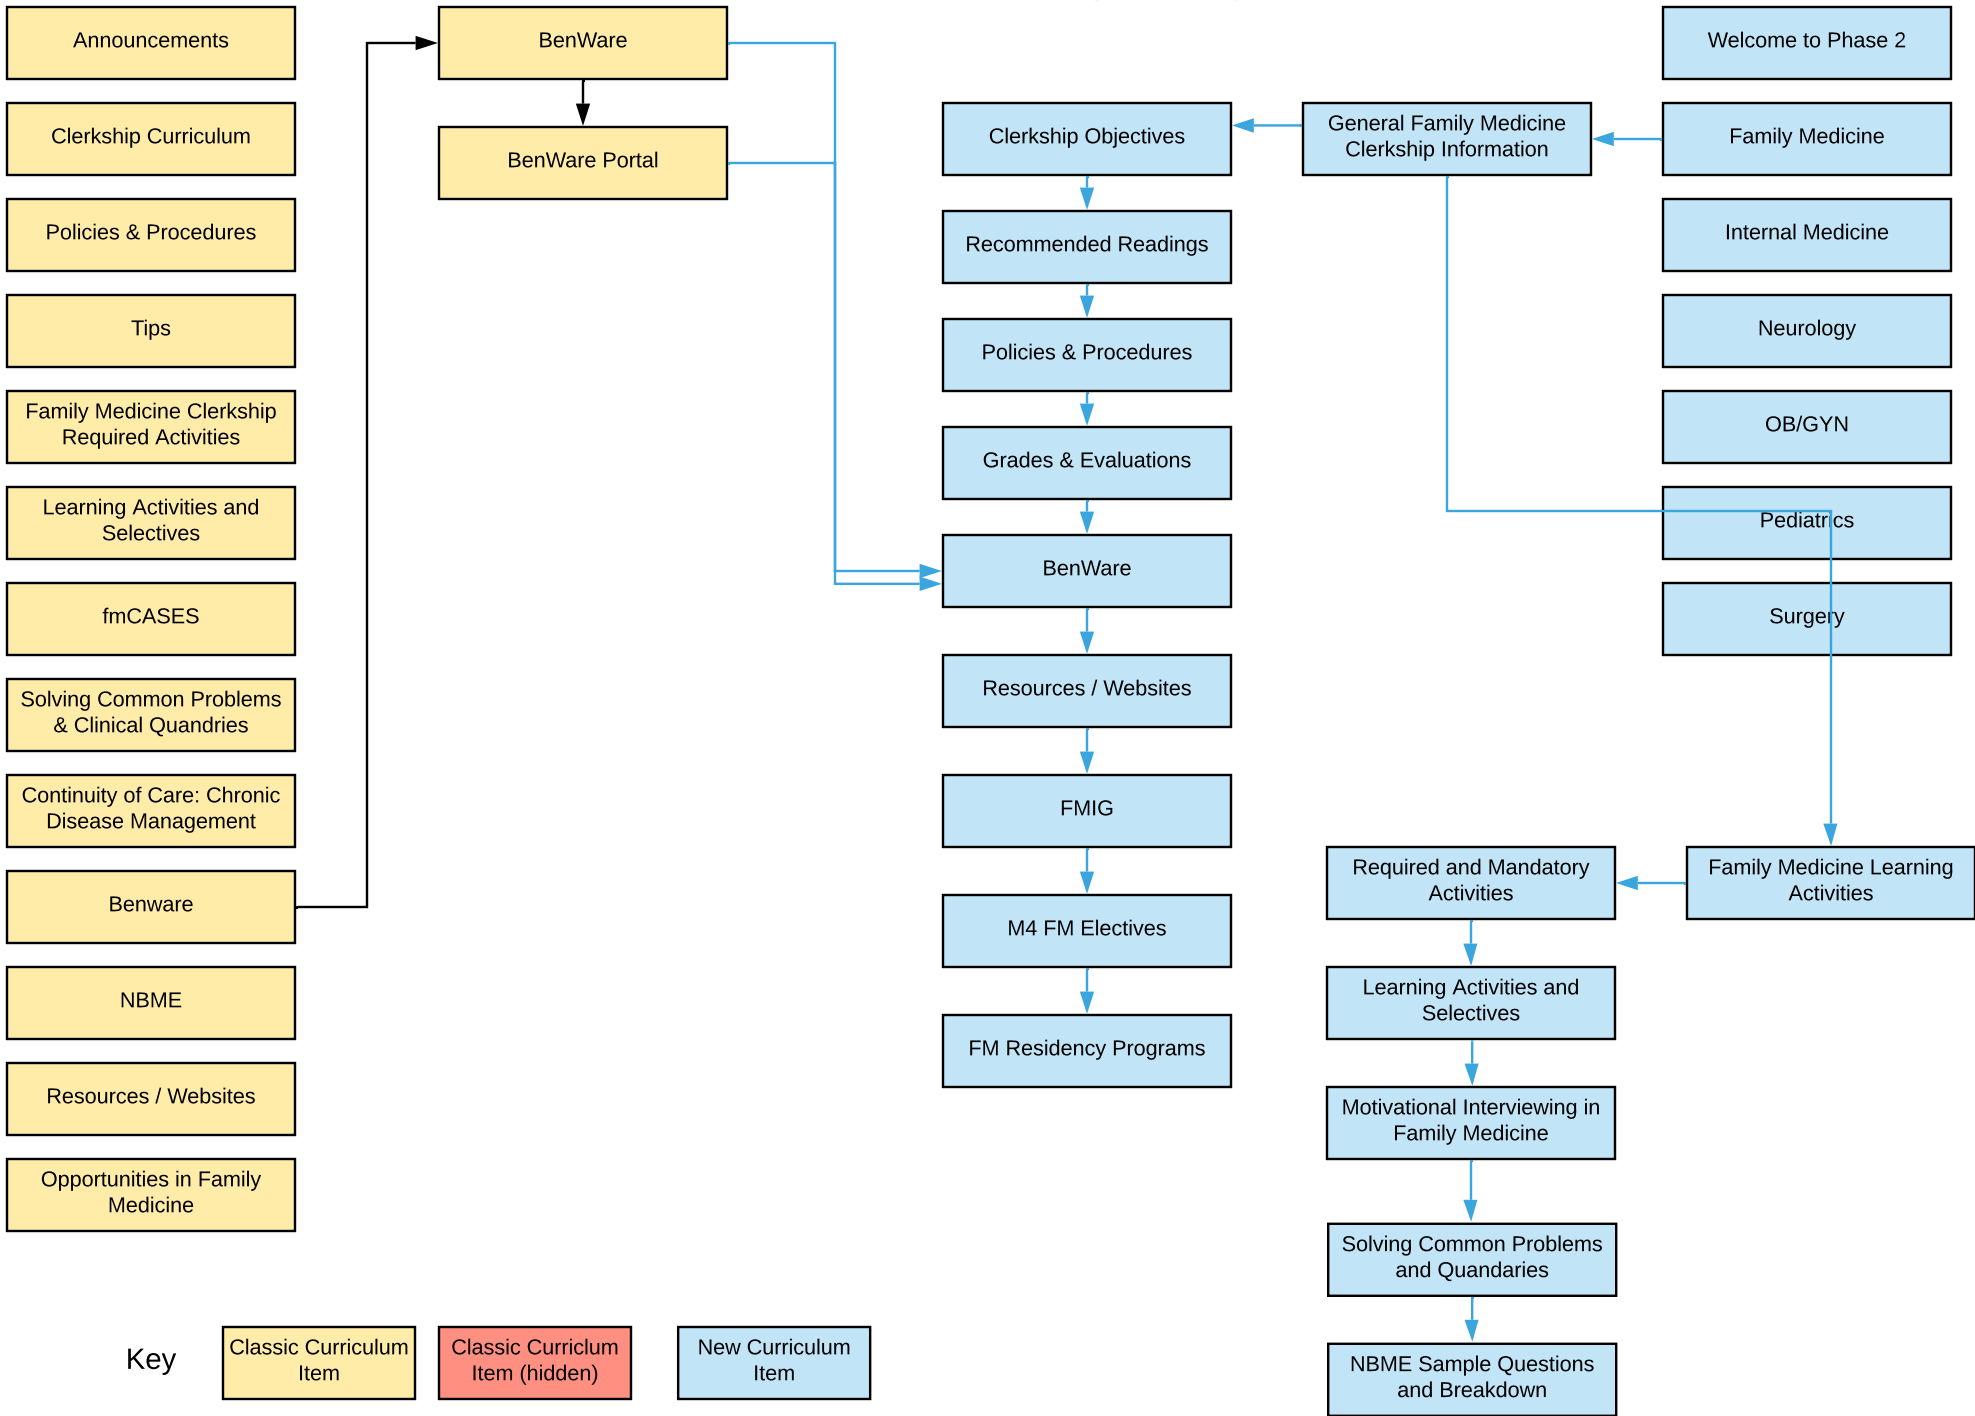 Announcements
Clerkship Curriculum
Policies & Procedures
Tips
Family Medicine Clerkship
Required Activities
Learning Activities and
Selectives
fmCASES
Solving Common Problems
& Clinical Quandries
Continuity of Care: Chronic
Disease Management
Benware
NBME
Resources / Websites
Opportunities in Family
Medicine
BenWare
BenWare Portal
Clerkship Objectives
Recommended Readings
Policies & Procedures
Grades & Evaluations
BenWare
Resources / Websites
FMIG
M4 FM Electives
FM Residency Programs
General Family Medicine
Clerkship Information
Welcome to Phase 2
Family Medicine
Internal Medicine
Neurology
OB/GYN
Pediatrics
Surgery
Family Medicine Learning
Activities
Required and Mandatory
Activities
Learning Activities and
Selectives
Motivational Interviewing in
Family Medicine
Solving Common Problems
and Quandaries
NBME Sample Questions
and Breakdown
Key
Classic Curriculum
Item
Classic Curriclum
Item (hidden)
New Curriculum
Item